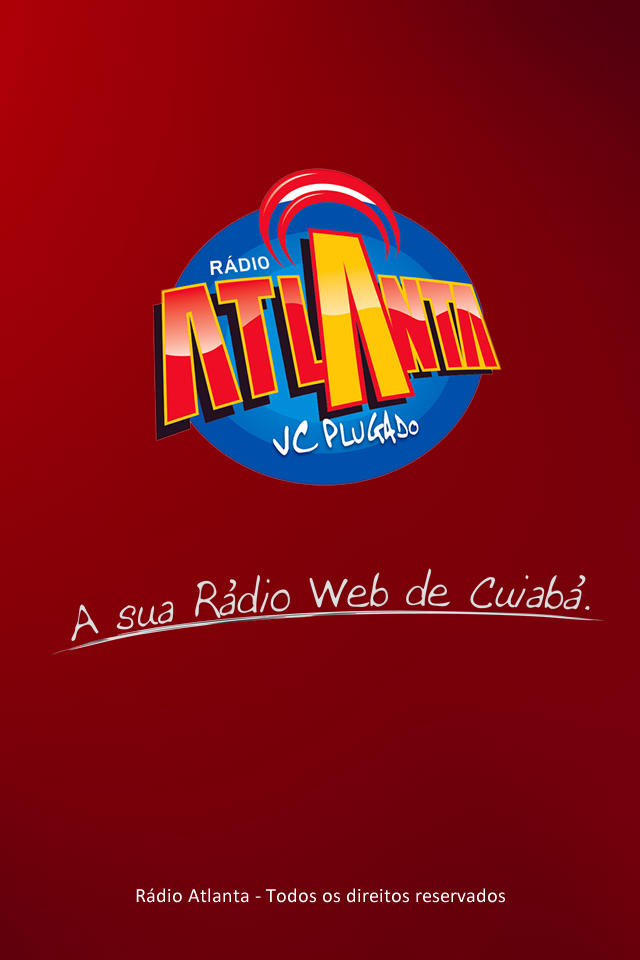 RÁDIO
ATLANTA
VC PLUGADO
A sua Rádio Web de Cuiabá.
Rádio Atlanta - Todos os direitos reservados